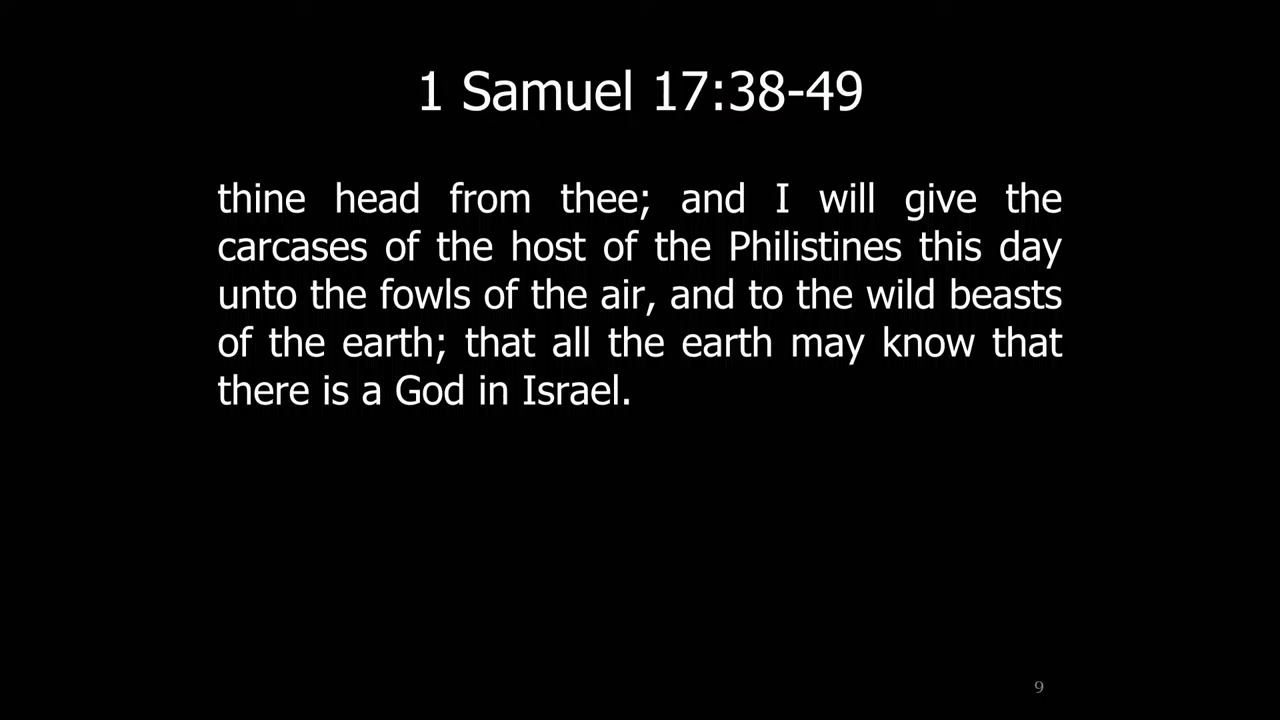 1 Samuel 17:38-49
thine head from thee; and I will give the
carcases of the host of the Philistines this day
unto the fowls of the air, and to the wild beasts
of the earth; that all the earth may know that
there is a God in Israel.
9